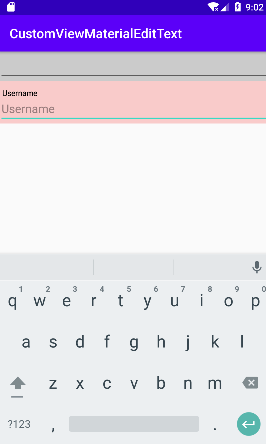 9:02
CustomViewMaterialEditText
Username
Username
1 2 3 4 5 6 7 8 9 0
q w e r t y u i o p
a s d f g h j k l
z x c v b n m
?123 , .